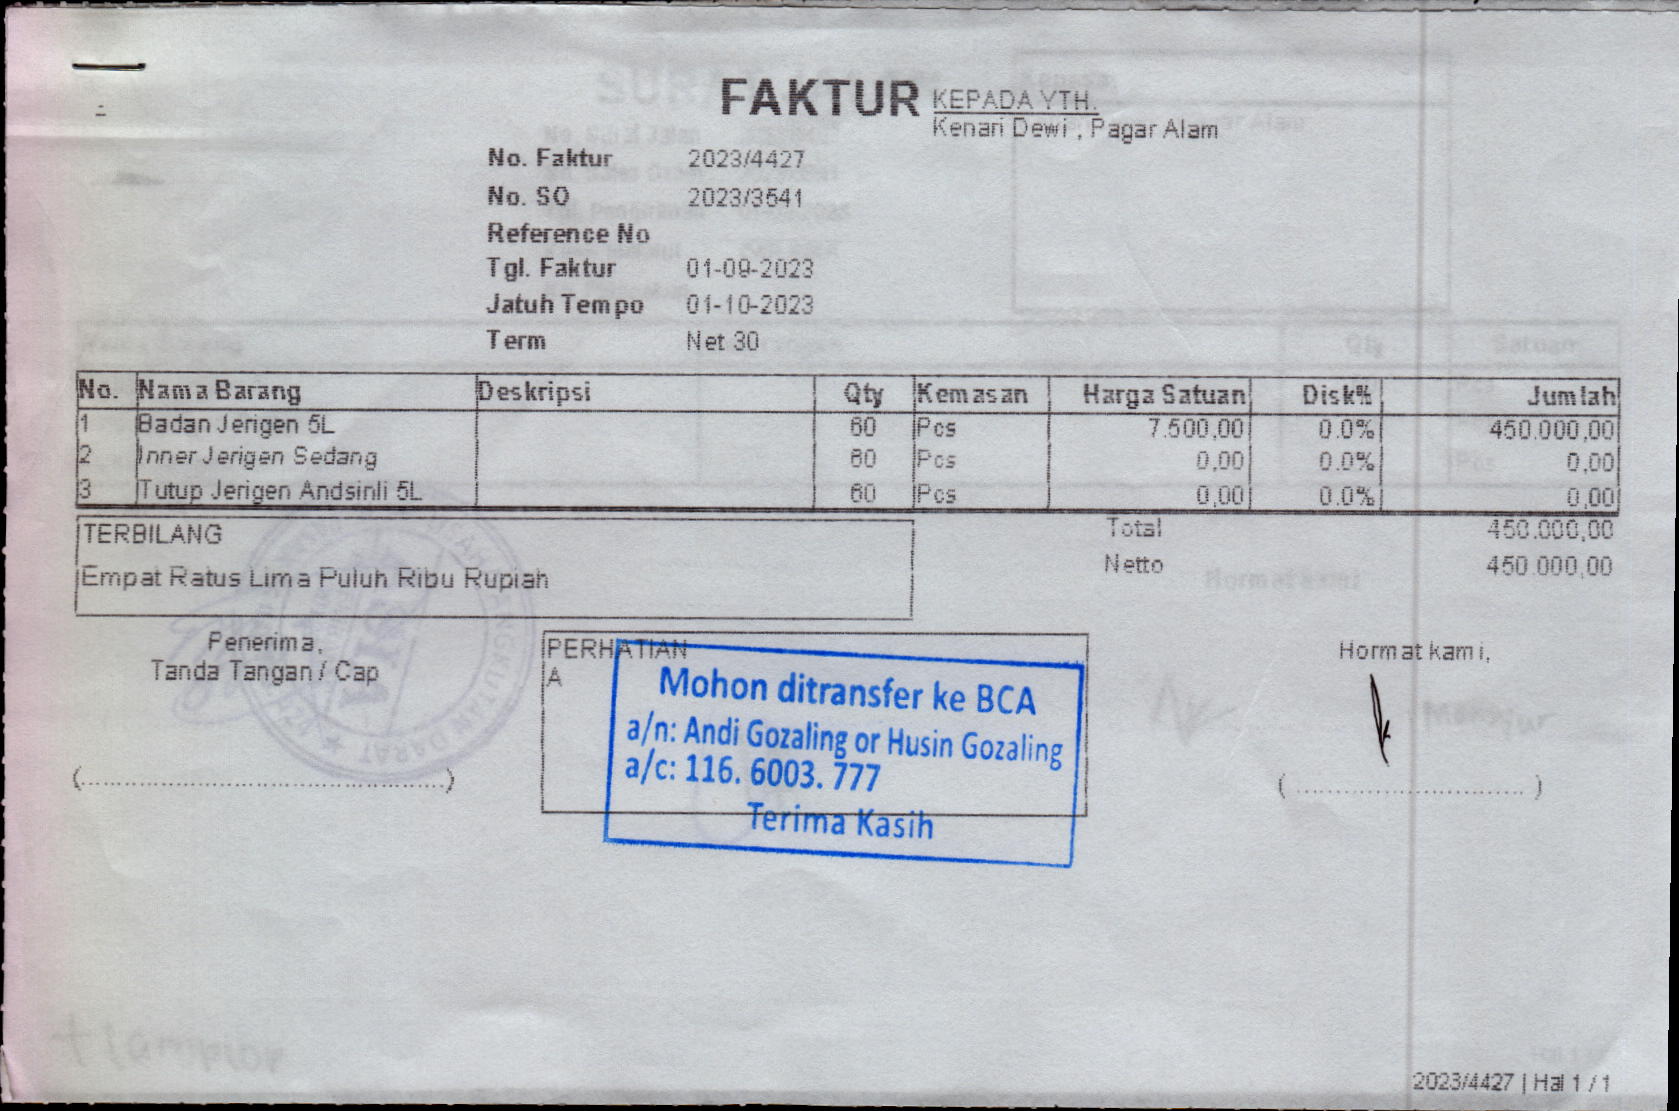 FAKTUR
KEPADA YTH.
Kenari Dewi , Pagar Alam
No. Faktur 2023/4427
No. SO 2023/3541
Reference No
Tgl. Faktur 01-09-2023
Jatuh Tempo 01-10-2023
Term Net 30
No. Nama Barang Deskripsi Qty Kemasan Harga Satuan Disk% Jumlah
1 Badan Jerigen 5L 60 Pcs 7.500,00 0.0% 450.000,00
2 Inner Jerigen Sedang 60 Pcs 0,00 0.0% 0,00
3 Tutup Jerigen Andsinli 5L 60 Pcs 0,00 0.0% 0,00
TERBILANG
Empat Ratus Lima Puluh Ribu Rupiah
Total 450.000,00
Netto 450.000,00
Penerima,
Tanda Tangan / Cap
(.................................................)
PERHATIAN
A
Mohon ditransfer ke BCA
a/n: Andi Gozaling or Husin Gozaling
a/c: 116. 6003. 777
Terima Kasih
Hormat kami,
( ............................... )
2023/4427 | Hal 1 / 1